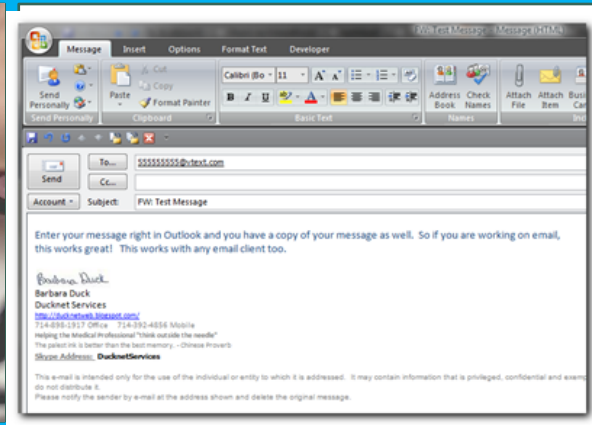 FW: Test Message - Message (HTML)
Message Insert Options Format Text Developer
Send Personally
Paste
Cut
Copy
Format Painter
Calibri (Bo 11
A A
B I U
Address Book
Check Names
Attach File
Attach Item
Send Personally Clipboard Basic Text Names
Send
To... 555555555@vtext.com
Cc...
Account Subject: FW: Test Message
Enter your message right in Outlook and you have a copy of your message as well. So if you are working on email,
this works great! This works with any email client too.
Barbara Duck
Barbara Duck
Ducknet Services
http://ducknetweb.blogspot.com/
714-898-1917 Office 714-392-4856 Mobile
Helping the Medical Professional "think outside the needle"
The palest ink is better than the best memory. - Chinese Proverb
Skype Address: DucknetServices
This e-mail is intended only for the use of the individual or entity to which it is addressed. It may contain information that is privileged, confidential and exemp
do not distribute it.
Please notify the sender by e-mail at the address shown and delete the original message.